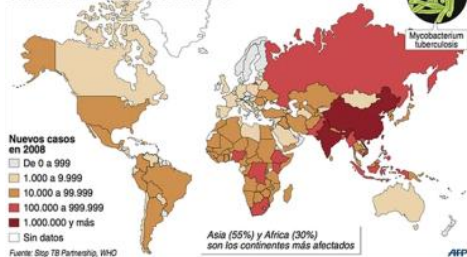 Mycobacterium
tuberculosis
Nuevos casos
en 2008
De 0 a 999
1.000 a 9.999
10.000 a 99.999
100.000 a 999.999
1.000.000 y más
Sin datos
Fuente: Stop TB Partnership, WHO
Asia (55%) y Africa (30%)
son los continentes más afectados
AFP